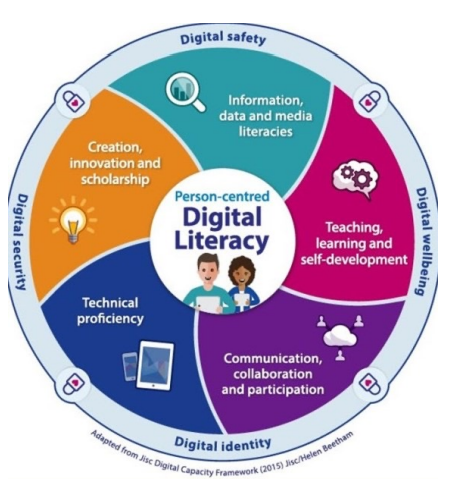 Digital safety
Information,
data and media
literacies
Creation,
innovation and
scholarship
Person-centred
Digital
Literacy
Teaching,
learning and
self-development
Digital security
Digital wellbeing
Technical
proficiency
Communication,
collaboration
and participation
Digital identity
Adapted from Jisc Digital Capacity Framework (2015) Jisc/Helen Beetham